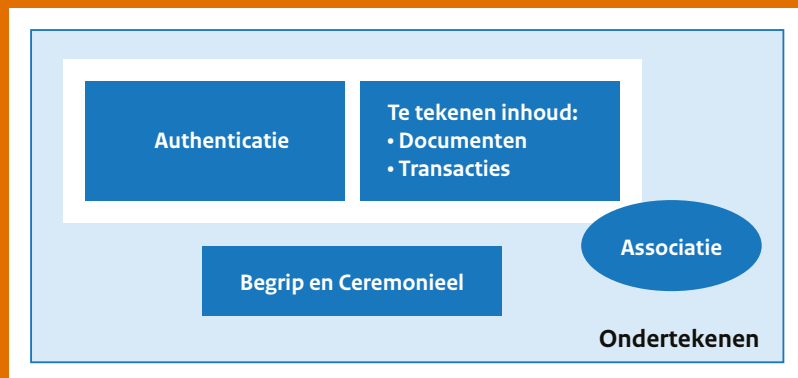 Authenticatie
Te tekenen inhoud:
• Documenten
• Transacties
Associatie
Begrip en Ceremonieel
Ondertekenen